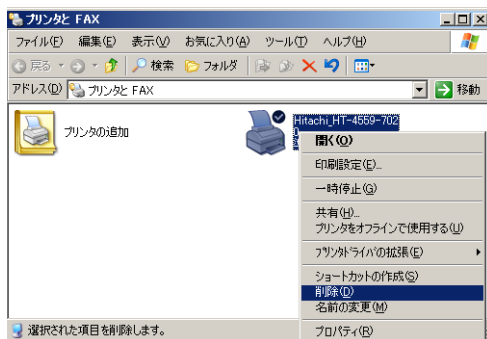 プリンタと FAX
ファイル(F) 編集(E) 表示(V) お気に入り(A) ツール(T) ヘルプ(H)
戻る 検索 フォルダ
アドレス(D) プリンタと FAX 移動
プリンタの追加
Hitachi_HT-4559-702
開く(O)
印刷設定(E)...
一時停止(G)
共有(H)...
プリンタをオフラインで使用する(U)
プリンタドライバの拡張(E)
ショートカットの作成(S)
削除(D)
名前の変更(M)
プロパティ(R)
選択された項目を削除します。